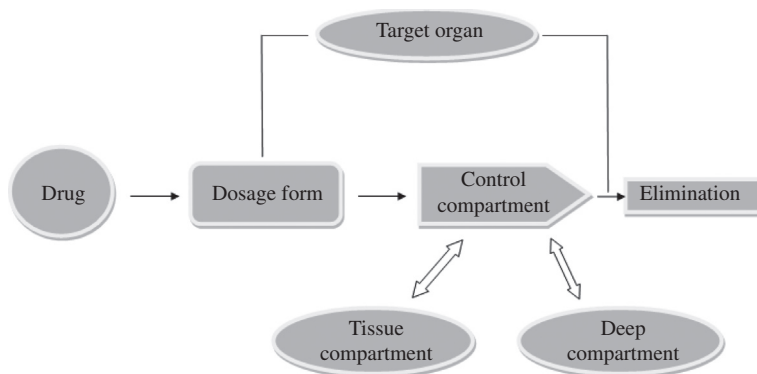 Target organ
Drug
Dosage form
Control
compartment
Elimination
Tissue
compartment
Deep
compartment